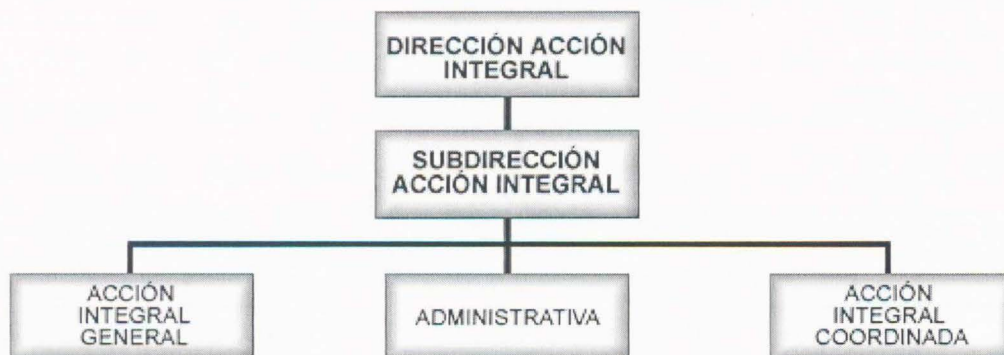 DIRECCIÓN ACCIÓN
INTEGRAL
SUBDIRECCIÓN
ACCIÓN INTEGRAL
ACCIÓN
INTEGRAL
GENERAL
ADMINISTRATIVA
ACCIÓN
INTEGRAL
COORDINADA